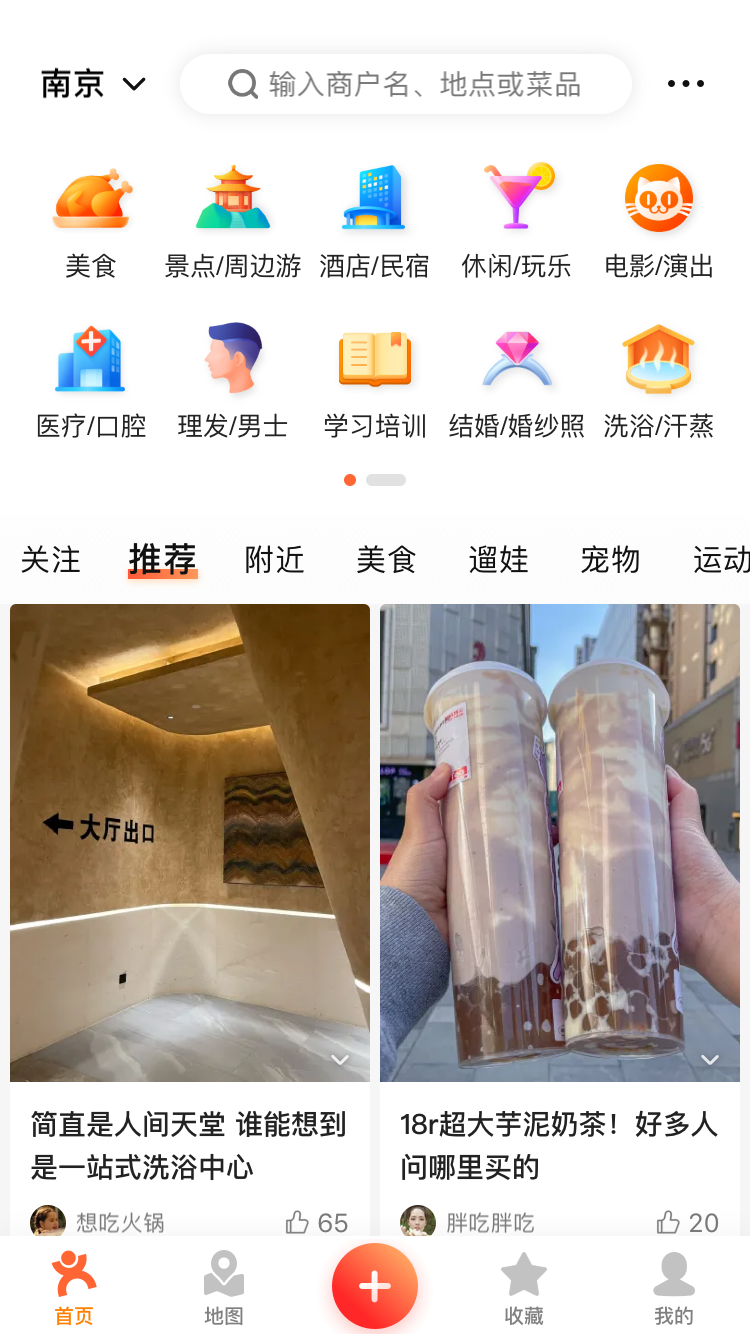 南京
输入商户名、地点或菜品
美食
景点/周边游
酒店/民宿
休闲/玩乐
电影/演出
医疗/口腔
理发/男士
学习培训
结婚/婚纱照
洗浴/汗蒸
关注
推荐
附近
美食
遛娃
宠物
运动
大厅出口
简直是人间天堂 谁能想到
是一站式洗浴中心
想吃火锅
65
18r超大芋泥奶茶！好多人
问哪里买的
胖吃胖吃
20
首页
地图
收藏
我的